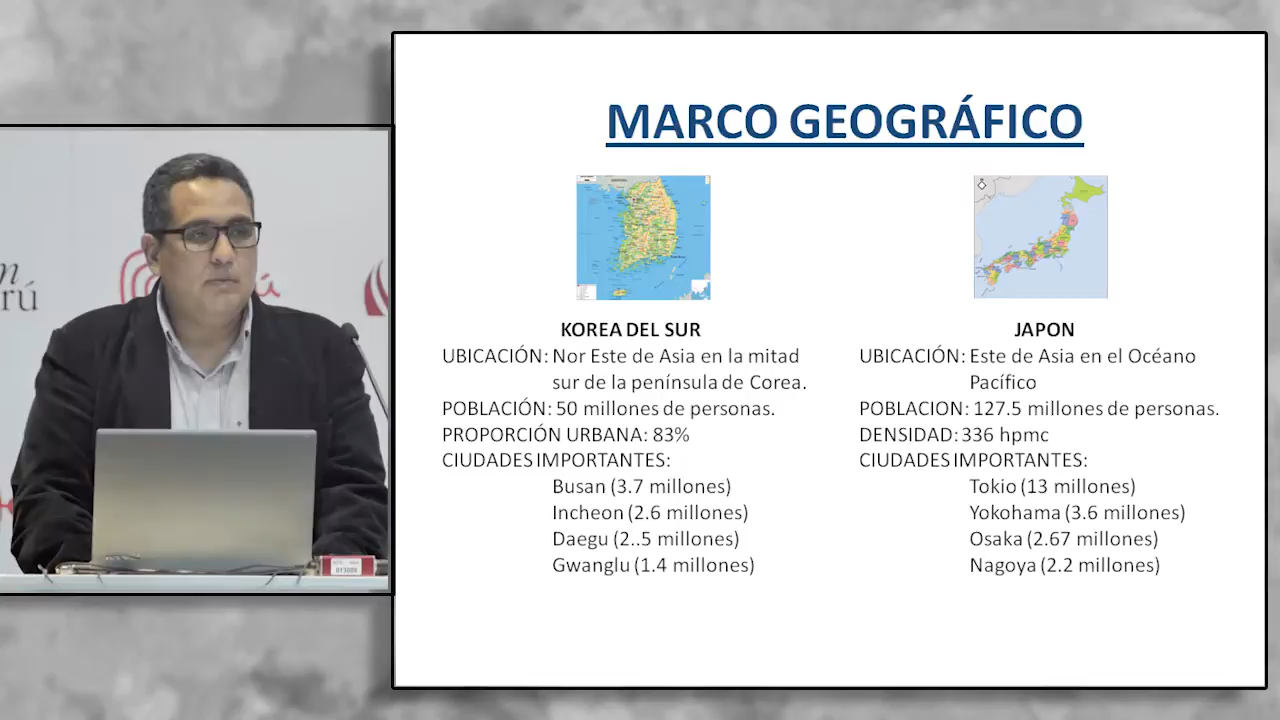 MARCO GEOGRÁFICO
KOREA DEL SUR
UBICACIÓN: Nor Este de Asia en la mitad
sur de la península de Corea.
POBLACIÓN: 50 millones de personas.
PROPORCIÓN URBANA: 83%
CIUDADES IMPORTANTES:
Busan (3.7 millones)
Incheon (2.6 millones)
Daegu (2..5 millones)
Gwanglu (1.4 millones)
JAPON
UBICACIÓN: Este de Asia en el Océano
Pacífico
POBLACION: 127.5 millones de personas.
DENSIDAD: 336 hpmc
CIUDADES IMPORTANTES:
Tokio (13 millones)
Yokohama (3.6 millones)
Osaka (2.67 millones)
Nagoya (2.2 millones)
rú